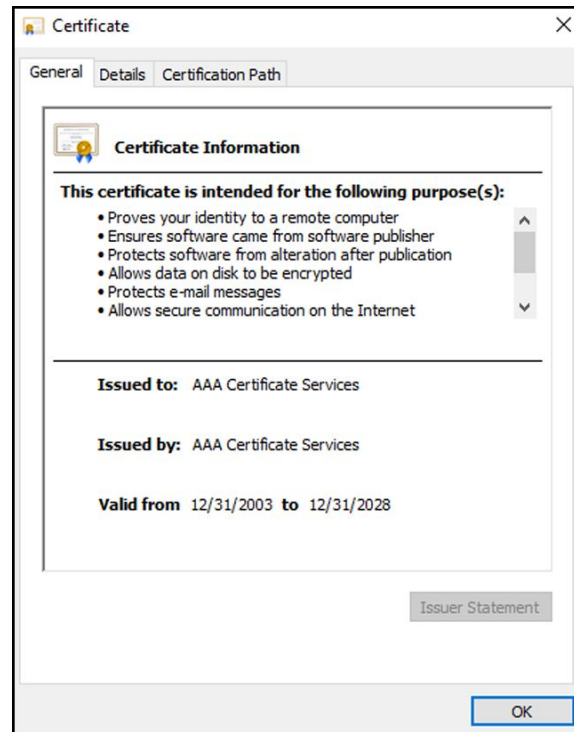 Certificate
General Details Certification Path
Certificate Information
This certificate is intended for the following purpose(s):
• Proves your identity to a remote computer
• Ensures software came from software publisher
• Protects software from alteration after publication
• Allows data on disk to be encrypted
• Protects e-mail messages
• Allows secure communication on the Internet
Issued to: AAA Certificate Services
Issued by: AAA Certificate Services
Valid from 12/31/2003 to 12/31/2028
Issuer Statement
OK